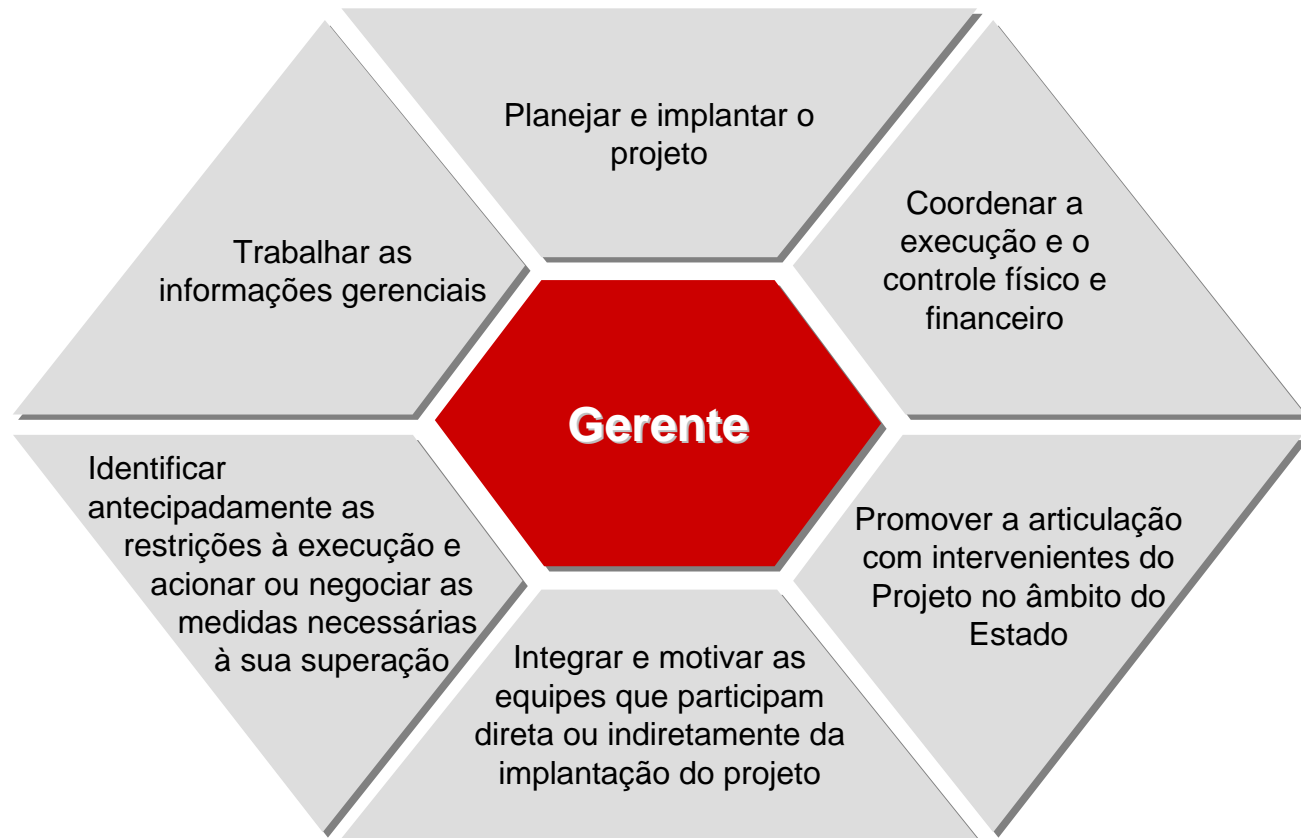 Planejar e implantar o
projeto
Coordenar a
execução e o
controle físico e
financeiro
Trabalhar as
informações gerenciais
Gerente
Identificar
antecipadamente as
restrições à execução e
acionar ou negociar as
medidas necessárias
à sua superação
Promover a articulação
com intervenientes do
Projeto no âmbito do
Estado
Integrar e motivar as
equipes que participam
direta ou indiretamente da
implantação do projeto